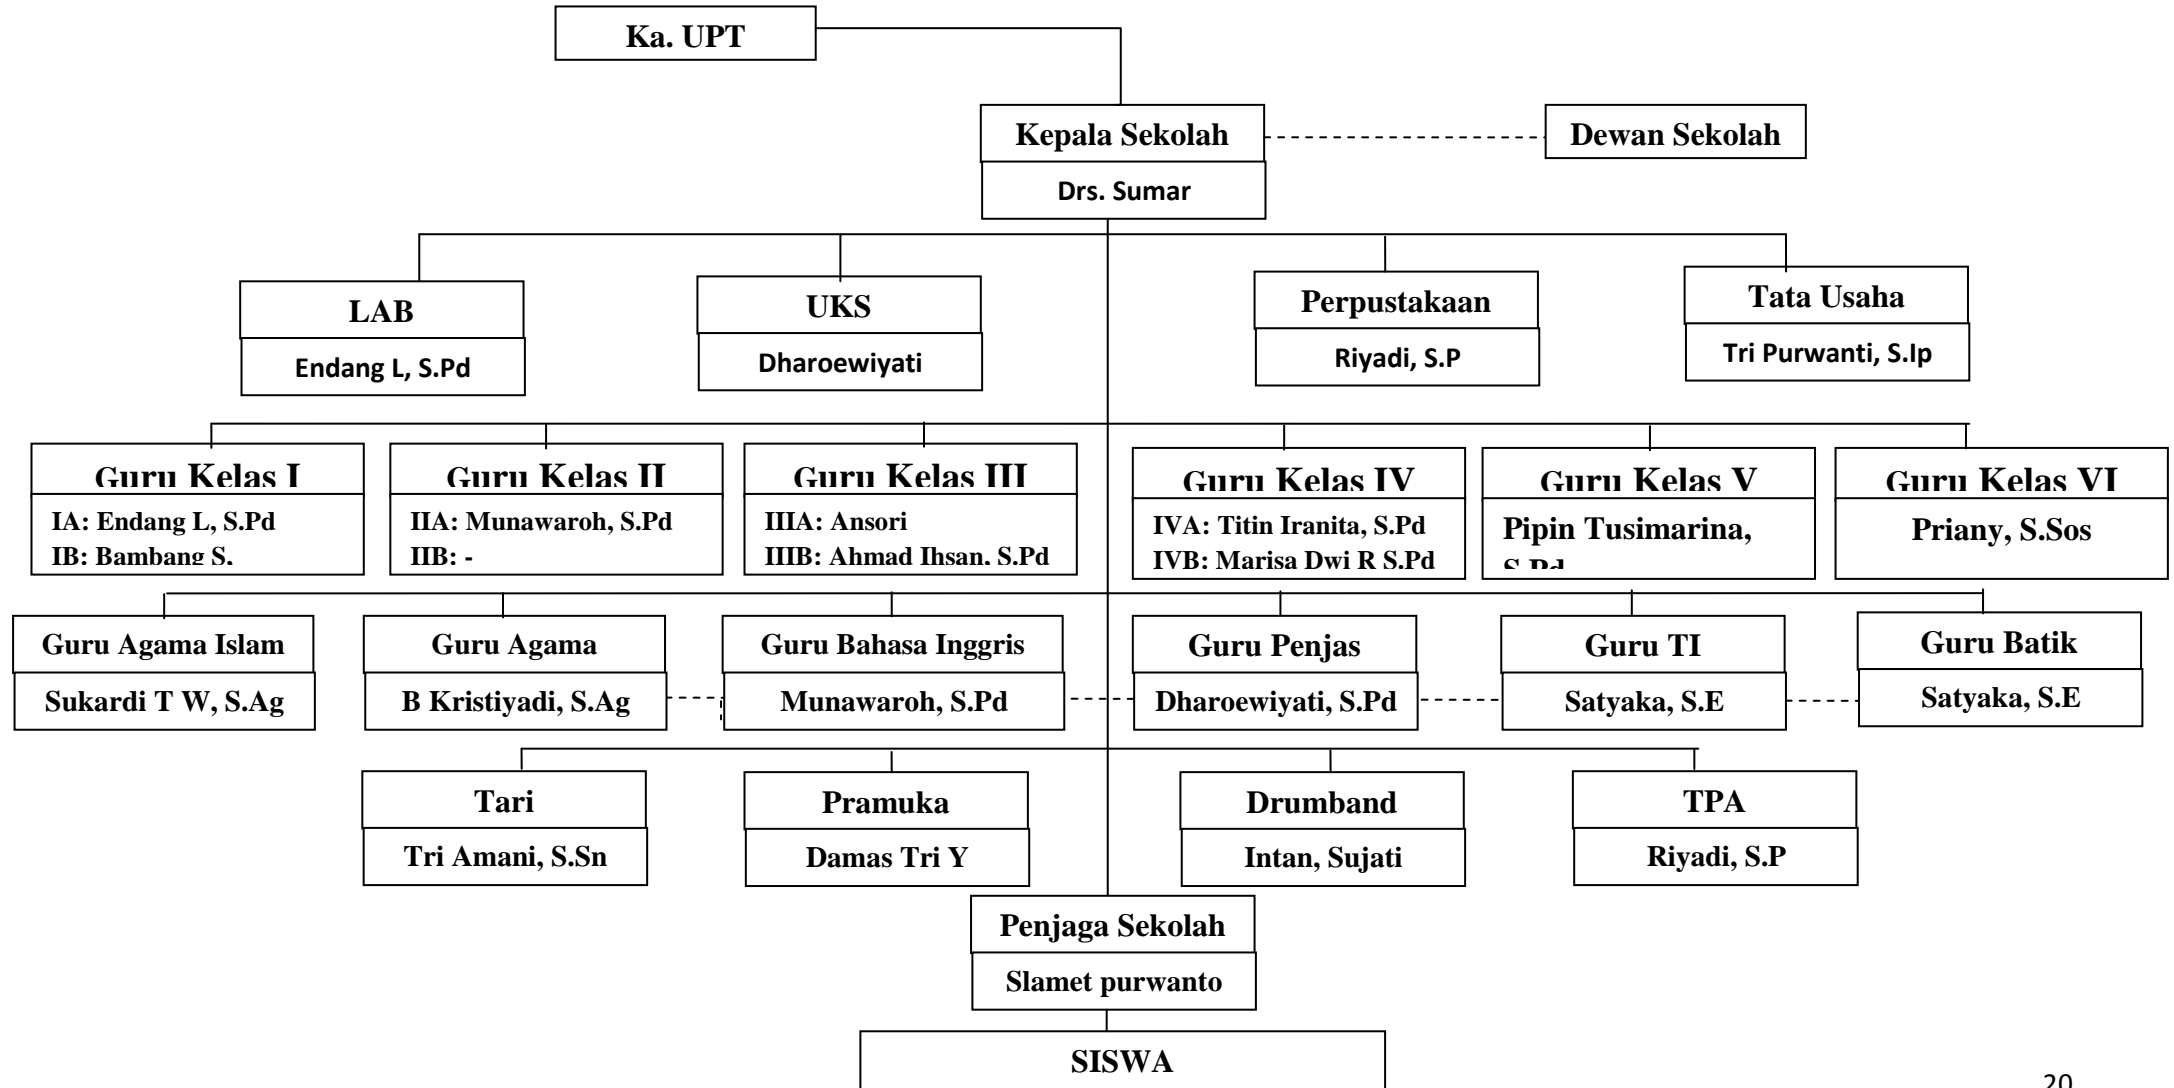 Ka. UPT
Kepala Sekolah
Dewan Sekolah
Drs. Sumar
LAB
UKS
Perpustakaan
Tata Usaha
Endang L, S.Pd
Dharoewiyati
Riyadi, S.P
Tri Purwanti, S.Ip
Guru Kelas I
Guru Kelas II
Guru Kelas III
Guru Kelas IV
Guru Kelas V
Guru Kelas VI
IA: Endang L, S.Pd
IB: Bambang S.
IIA: Munawaroh, S.Pd
IIB: -
IIIA: Ansori
IIIB: Ahmad Ihsan, S.Pd
IVA: Titin Iranita, S.Pd
IVB: Marisa Dwi R S.Pd
Pipin Tusimarina,
S.Pd
Priany, S.Sos
Guru Agama Islam
Guru Agama
Guru Bahasa Inggris
Guru Penjas
Guru TI
Guru Batik
Sukardi T W, S.Ag
B Kristiyadi, S.Ag
Munawaroh, S.Pd
Dharoewiyati, S.Pd
Satyaka, S.E
Satyaka, S.E
Tari
Pramuka
Drumband
TPA
Tri Amani, S.Sn
Damas Tri Y
Intan, Sujati
Riyadi, S.P
Penjaga Sekolah
Slamet purwanto
SISWA
20